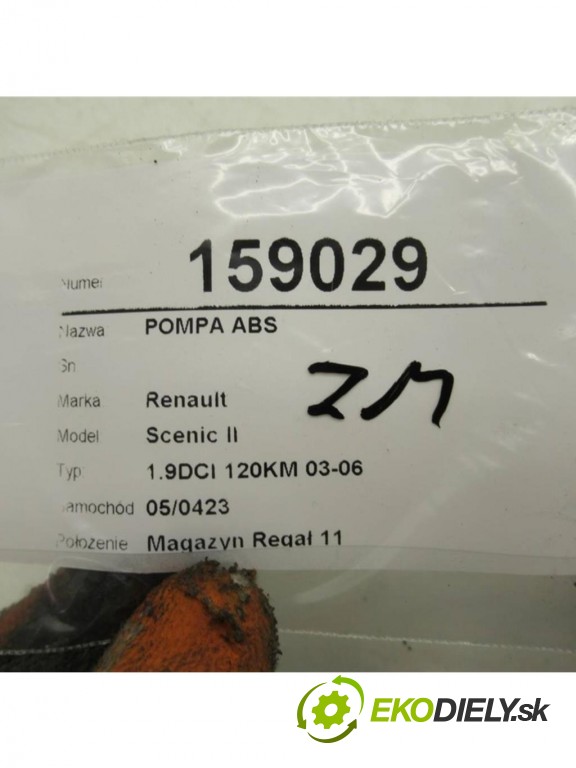 Numer 159029
Nazwa POMPA ABS
Sn
Marka Renault
Model Scenic II
Typ: 1.9DCI 120KM 03-06
Samochód 05/0423
Położenie Magazyn Regał 11
EKODIELY.sk